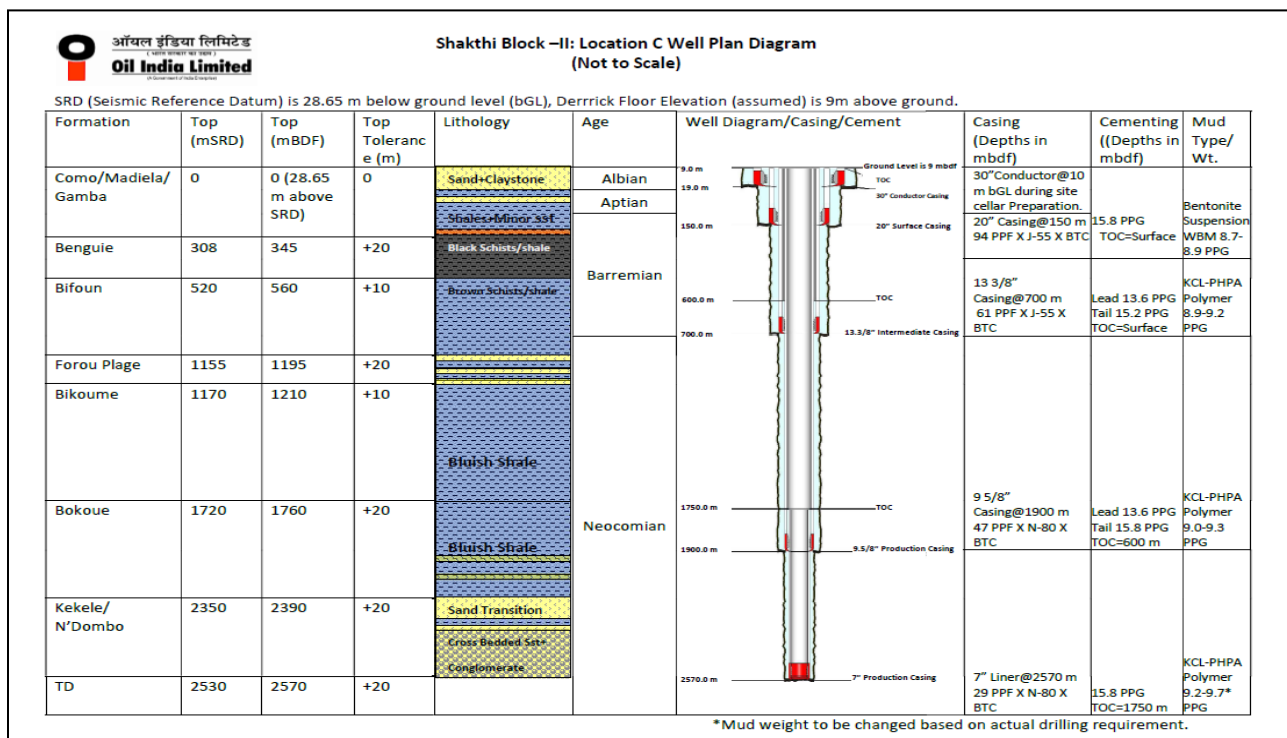 ऑयल इंडिया लिमिटेड
Oil India Limited
Shakthi Block –II: Location C Well Plan Diagram
(Not to Scale)
SRD (Seismic Reference Datum) is 28.65 m below ground level (bGL), Derrrick Floor Elevation (assumed) is 9m above ground.
Formation
Top
(mSRD)
Top
(mBDF)
Top
Toleranc
e (m)
Lithology
Age
Well Diagram/Casing/Cement
Casing
(Depths in
mbdf)
Cementing
((Depths in
mbdf)
Mud
Type/
Wt.
Como/Madiela/
Gamba
0
0 (28.65
m above
SRD)
0
Sand+Claystone
Shales+Minor SST
Albian
Aptian
9.0 m
Ground Level is 9 mbdf
TOC
19.0 m
30" Conductor Casing
150.0 m
20" Surface Casing
30"Conductor@10
m bGL during site
cellar Preparation.
20" Casing@150 m
94 PPF X J-55 X BTC
15.8 PPG
TOC=Surface
Bentonite
Suspension
WBM 8.7-
8.9 PPG
Benguie
308
345
+20
Black Schists/shale
Barremian
Bifoun
520
560
+10
Brown Schists/shale
600.0 m
TOC
700.0 m
13.3/8" Intermediate Casing
13 3/8"
Casing@700 m
61 PPF X J-55 X
BTC
Lead 13.6 PPG
Tail 15.2 PPG
TOC=Surface
KCL-PHPA
Polymer
8.9-9.2
PPG
Forou Plage
1155
1195
+20
Bikoume
1170
1210
+10
Bluish Shale
Bokoue
1720
1760
+20
Bluish Shale
Neocomian
1750.0 m
TOC
1900.0 m
9.5/8" Production Casing
9 5/8"
Casing@1900 m
47 PPF X N-80 X
BTC
Lead 13.6 PPG
Tail 15.8 PPG
TOC=600 m
KCL-PHPA
Polymer
9.0-9.3
PPG
Kekele/
N'Dombo
2350
2390
+20
Sand Transition
Cross Bedded Sst+
Conglomerate
TD
2530
2570
+20
2570.0 m
7" Production Casing
7" Liner@2570 m
29 PPF X N-80 X
BTC
15.8 PPG
TOC=1750 m
KCL-PHPA
Polymer
9.2-9.7*
PPG
*Mud weight to be changed based on actual drilling requirement.